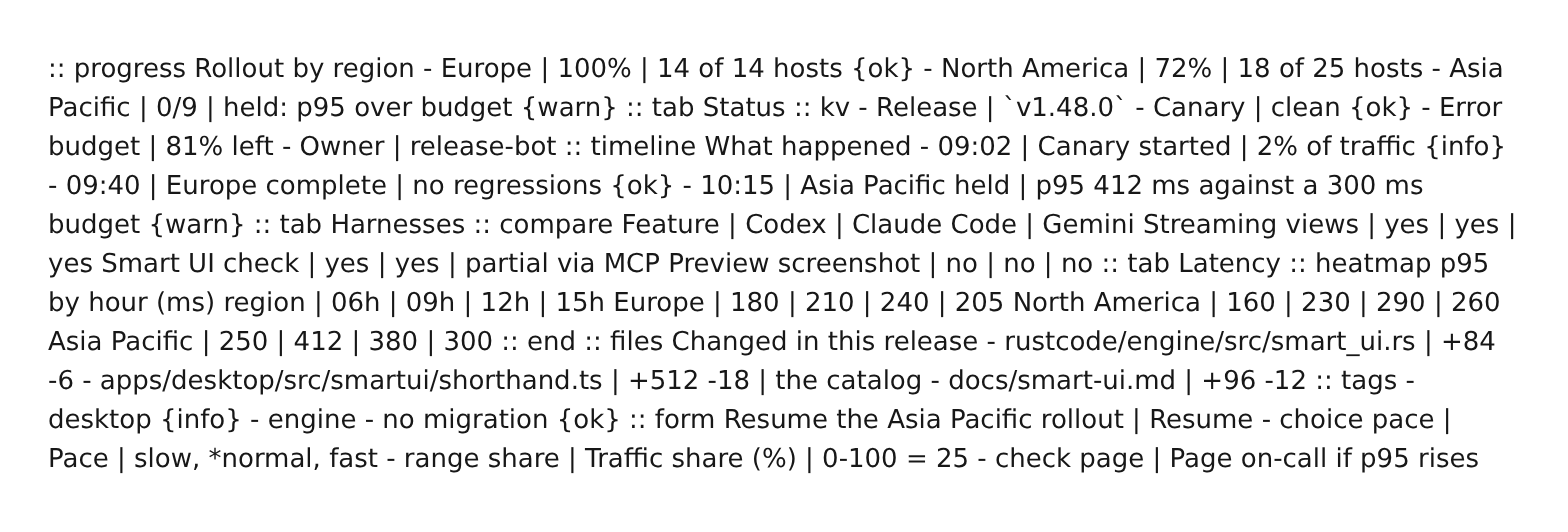 :: progress Rollout by region - Europe | 100% | 14 of 14 hosts {ok} - North America | 72% | 18 of 25 hosts - Asia
Pacific | 0/9 | held: p95 over budget {warn} :: tab Status :: kv - Release | `v1.48.0` - Canary | clean {ok} - Error
budget | 81% left - Owner | release-bot :: timeline What happened - 09:02 | Canary started | 2% of traffic {info}
- 09:40 | Europe complete | no regressions {ok} - 10:15 | Asia Pacific held | p95 412 ms against a 300 ms
budget {warn} :: tab Harnesses :: compare Feature | Codex | Claude Code | Gemini Streaming views | yes | yes |
yes Smart UI check | yes | yes | partial via MCP Preview screenshot | no | no | no :: tab Latency :: heatmap p95
by hour (ms) region | 06h | 09h | 12h | 15h Europe | 180 | 210 | 240 | 205 North America | 160 | 230 | 290 | 260
Asia Pacific | 250 | 412 | 380 | 300 :: end :: files Changed in this release - rustcode/engine/src/smart_ui.rs | +84
-6 - apps/desktop/src/smartui/shorthand.ts | +512 -18 | the catalog - docs/smart-ui.md | +96 -12 :: tags -
desktop {info} - engine - no migration {ok} :: form Resume the Asia Pacific rollout | Resume - choice pace |
Pace | slow, *normal, fast - range share | Traffic share (%) | 0-100 = 25 - check page | Page on-call if p95 rises